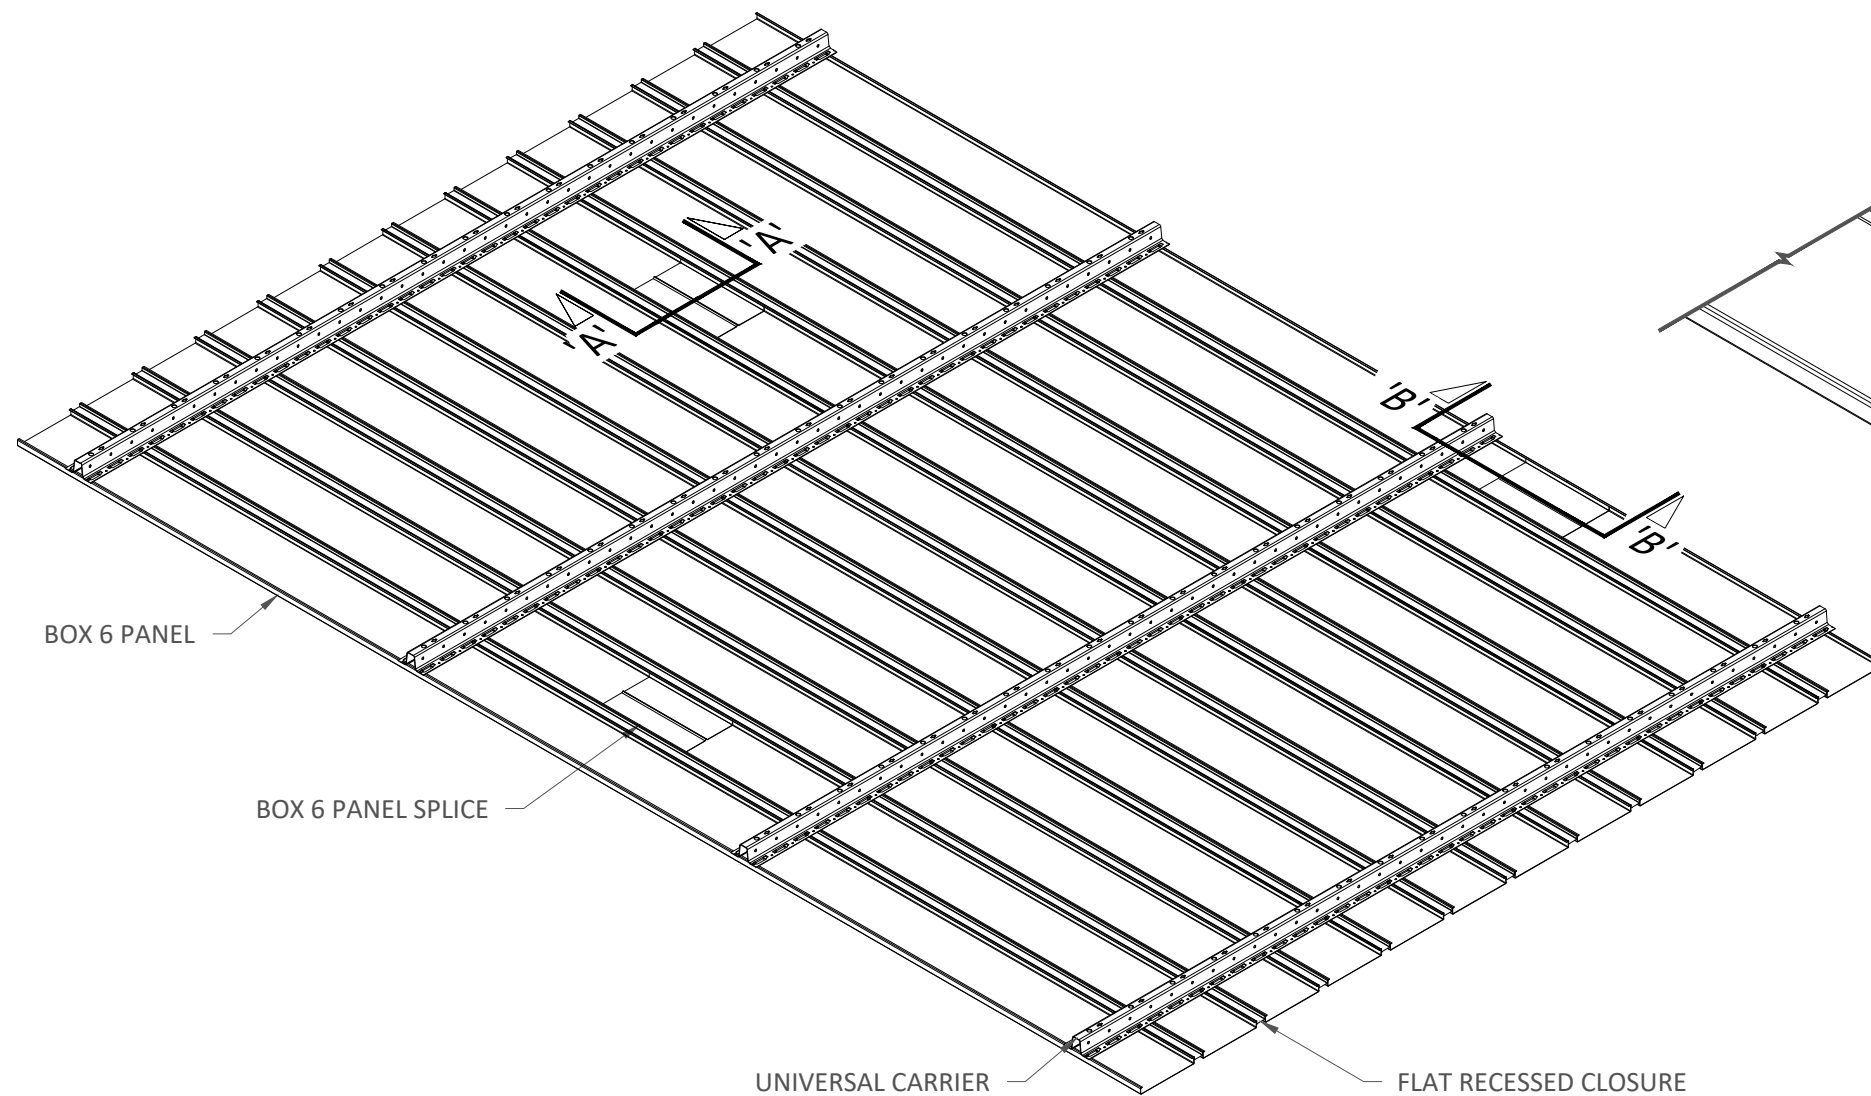 'A'
'A'
'B'
'B'
BOX 6 PANEL
BOX 6 PANEL SPLICE
UNIVERSAL CARRIER
FLAT RECESSED CLOSURE